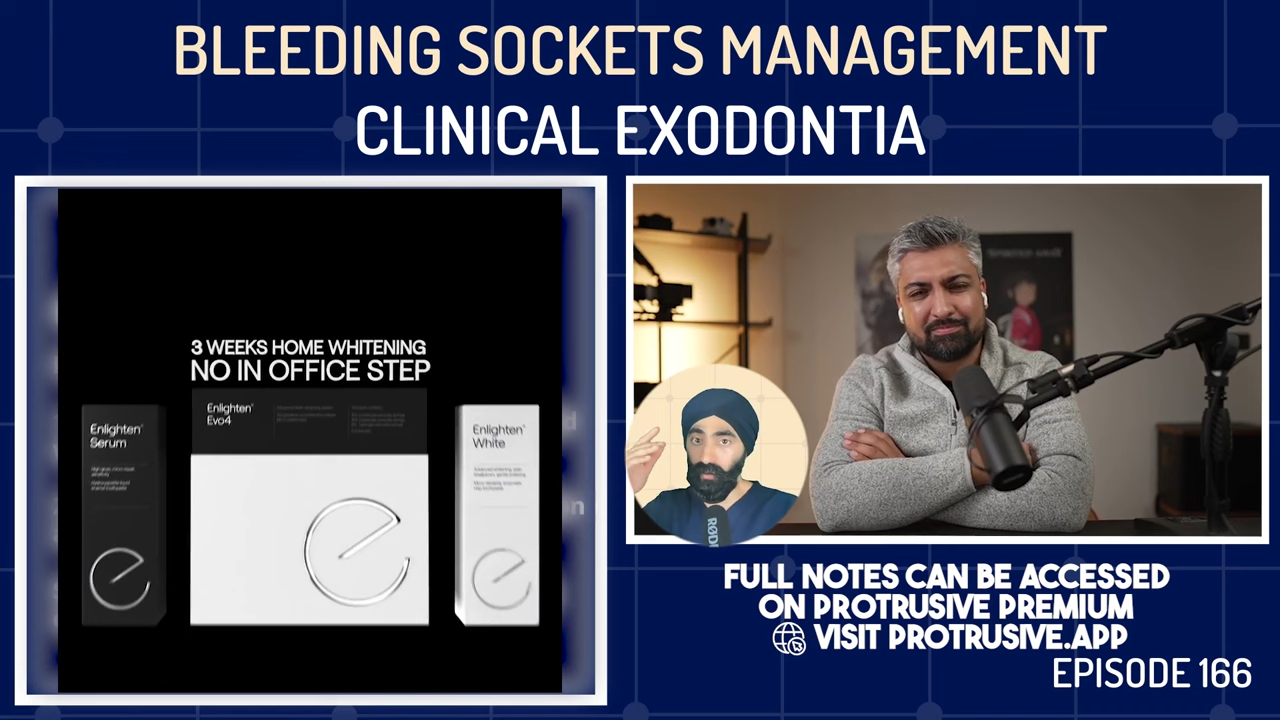 BLEEDING SOCKETS MANAGEMENT
CLINICAL EXODONTIA
3 WEEKS HOME WHITENING
NO IN OFFICE STEP
Enlighten
Serum
Enlighten
Evo4
Enlighten
White
RØDE
FULL NOTES CAN BE ACCESSED
ON PROTRUSIVE PREMIUM
VISIT PROTRUSIVE.APP
EPISODE 166